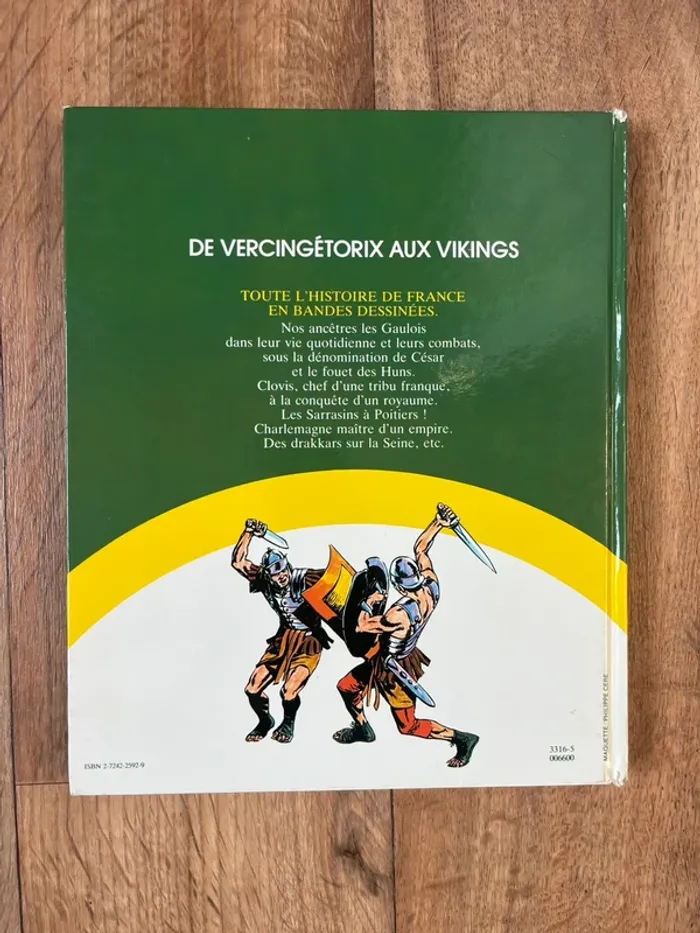 DE VERCINGÉTORIX AUX VIKINGS
TOUTE L'HISTOIRE DE FRANCE
EN BANDES DESSINÉES.
Nos ancêtres les Gaulois
dans leur vie quotidienne et leurs combats,
sous la dénomination de César
et le fouet des Huns.
Clovis, chef d'une tribu franque,
à la conquête d'un royaume.
Les Sarrasins à Poitiers !
Charlemagne maître d'un empire.
Des drakkars sur la Seine, etc.
ISBN 2-7242-2592-9
3316-5
006600
MAQUETTE : PHILIPPE CERE